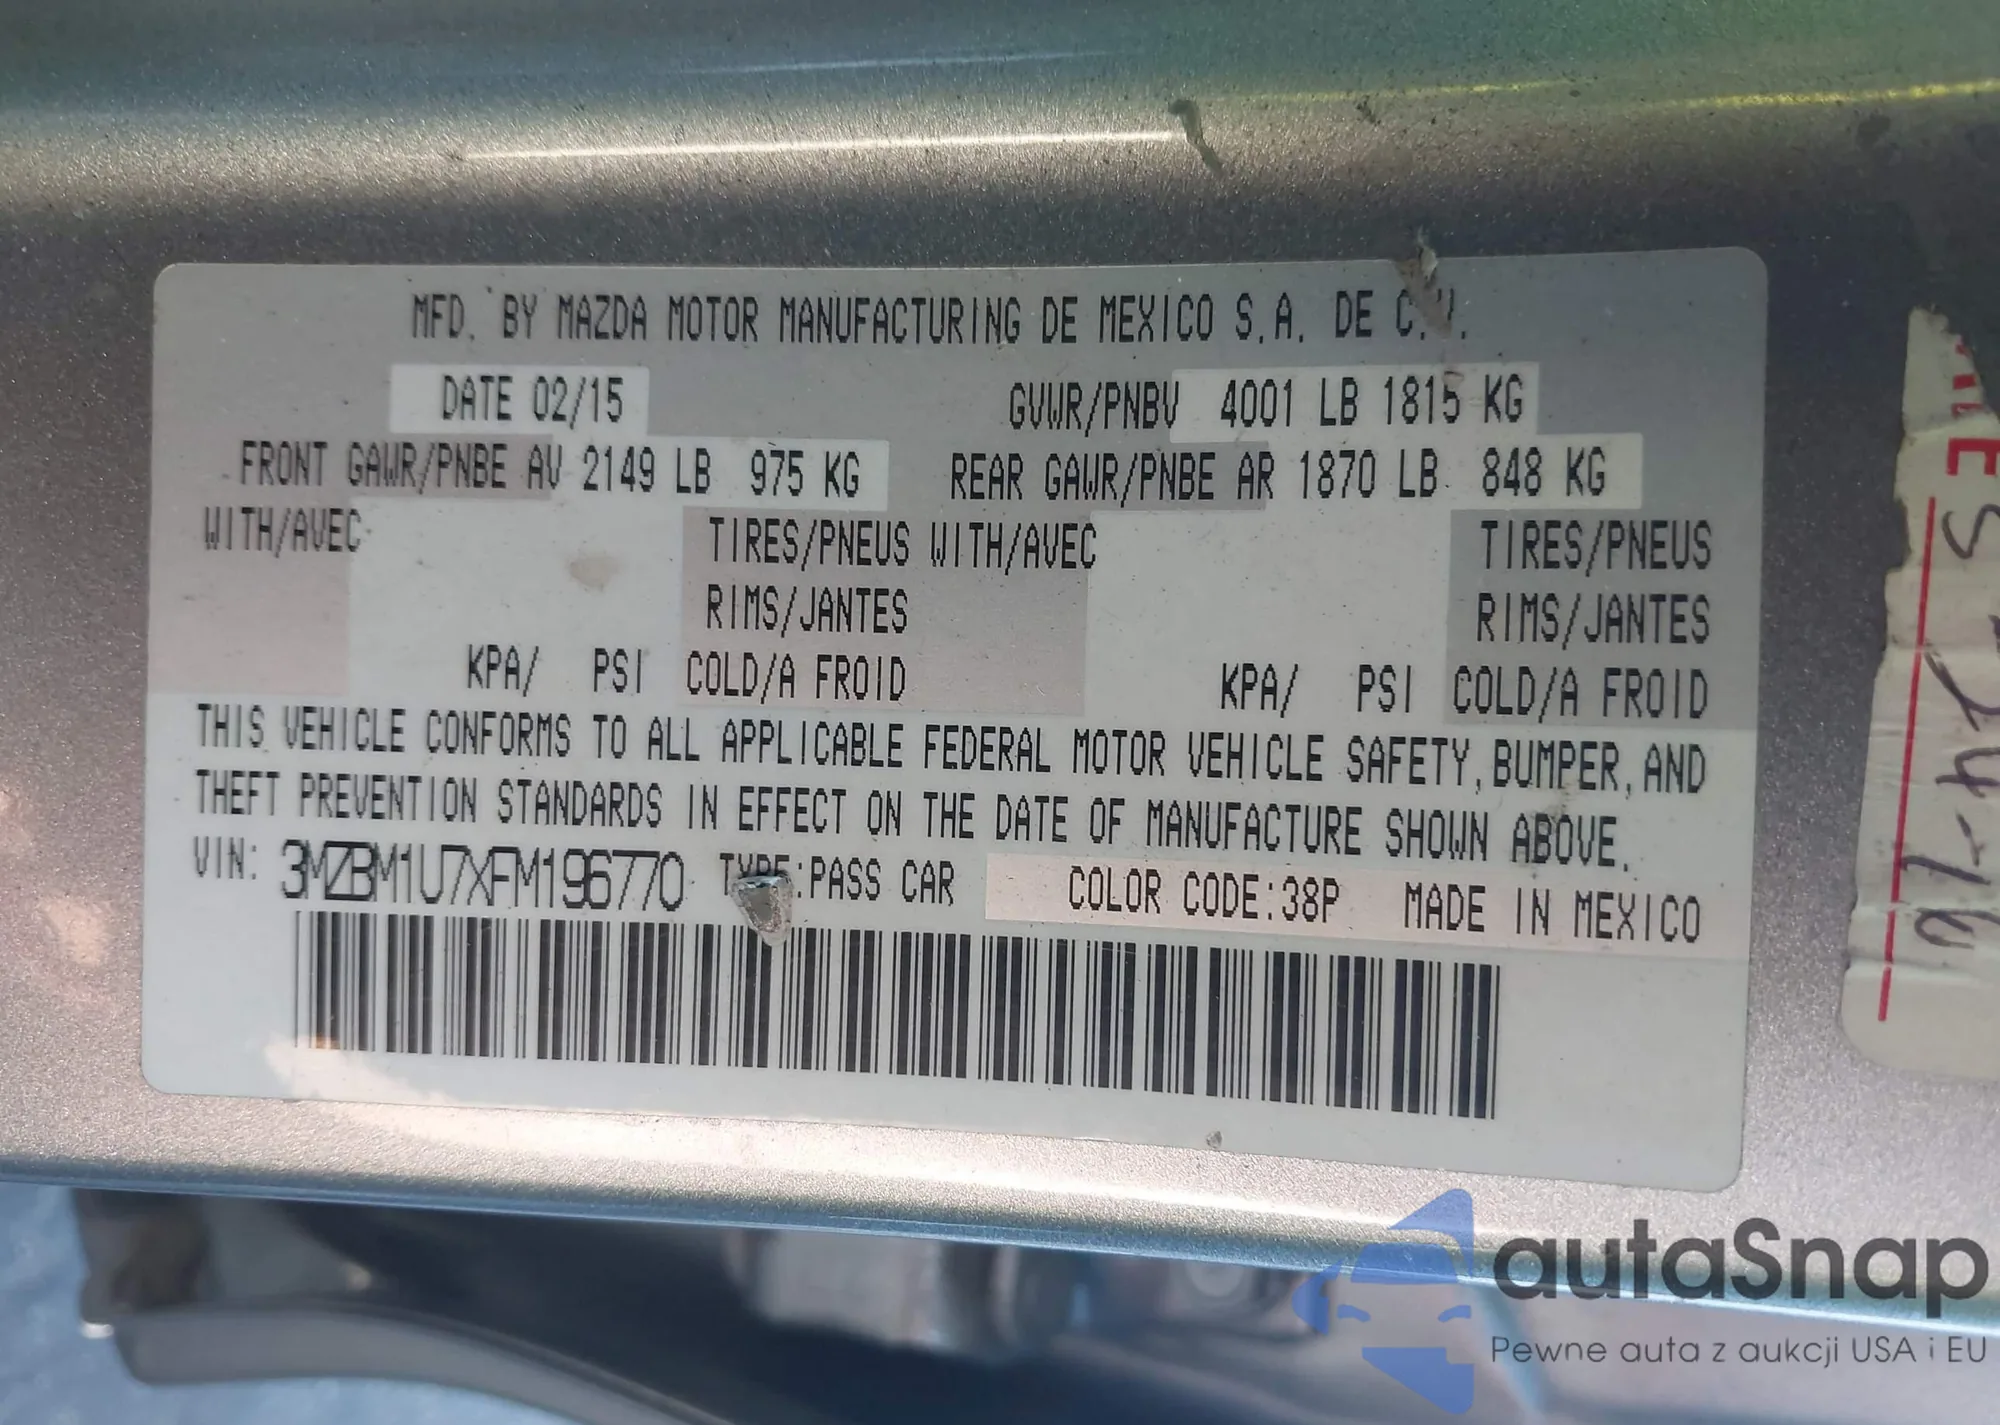 MFD. BY MAZDA MOTOR MANUFACTURING DE MEXICO S.A. DE C.V.
DATE 02/15 GVWR/PNBV 4001 LB 1815 KG
FRONT GAWR/PNBE AV 2149 LB 975 KG REAR GAWR/PNBE AR 1870 LB 848 KG
WITH/AVEC TIRES/PNEUS WITH/AVEC TIRES/PNEUS
RIMS/JANTES RIMS/JANTES
KPA/ PSI COLD/A FROID KPA/ PSI COLD/A FROID
THIS VEHICLE CONFORMS TO ALL APPLICABLE FEDERAL MOTOR VEHICLE SAFETY, BUMPER, AND
THEFT PREVENTION STANDARDS IN EFFECT ON THE DATE OF MANUFACTURE SHOWN ABOVE.
VIN: 3MZBM1U7XFM196770 TYPE:PASS CAR COLOR CODE:38P MADE IN MEXICO
autaSnap
Pewne auta z aukcji USA i EU